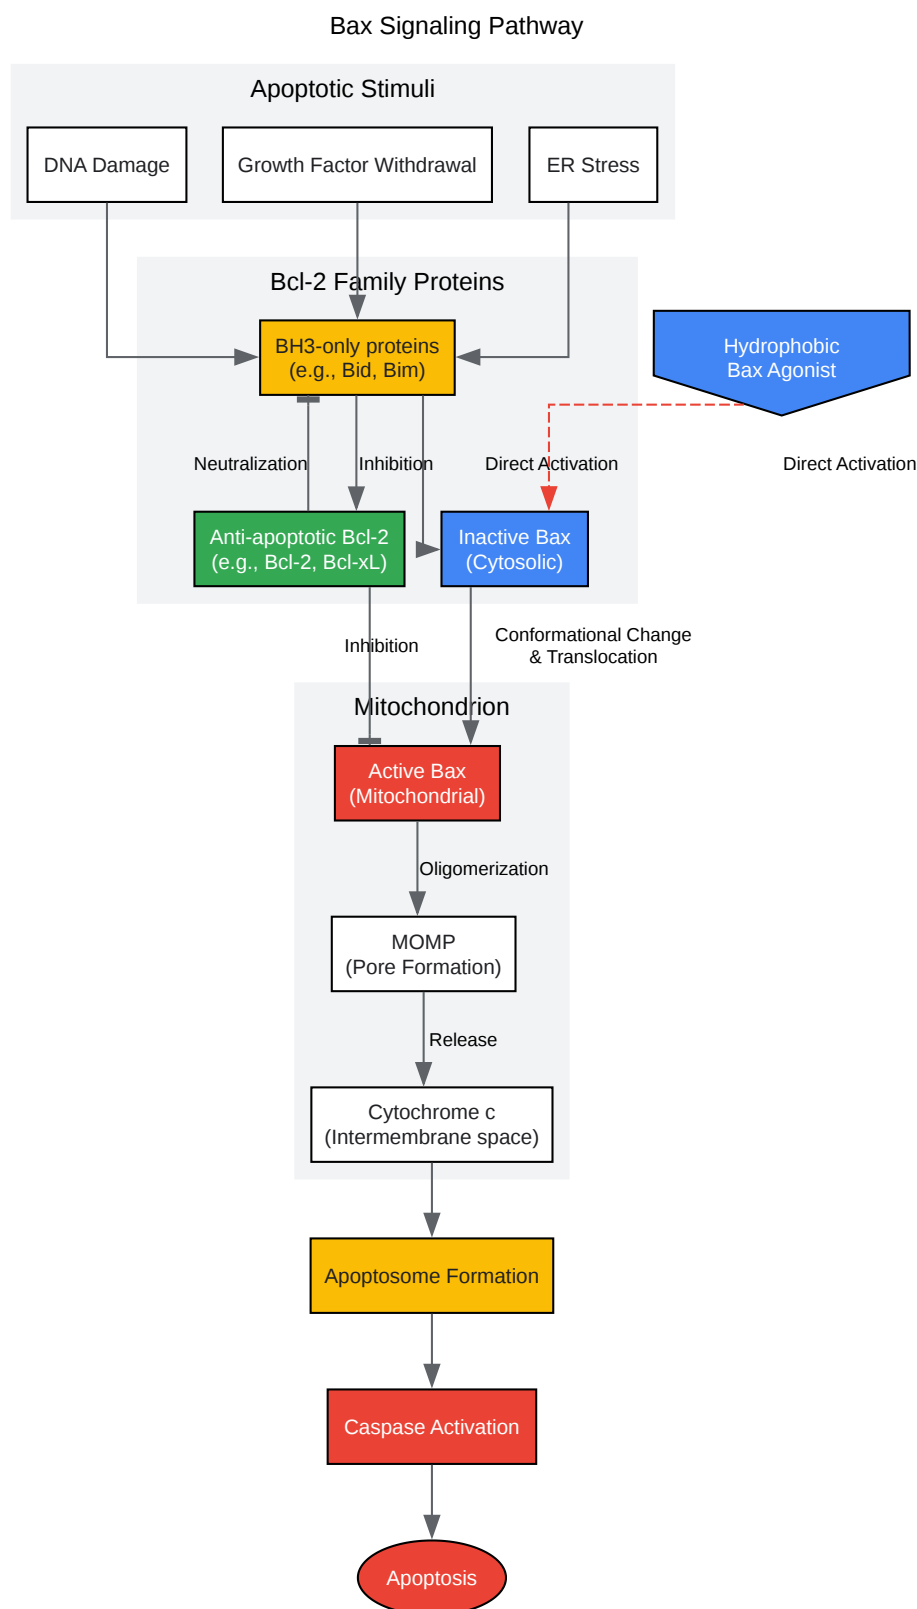 Bax Signaling Pathway
Apoptotic Stimuli
DNA Damage
Growth Factor Withdrawal
ER Stress
Bcl-2 Family Proteins
BH3-only proteins
(e.g., Bid, Bim)
Hydrophobic
Bax Agonist
Neutralization
Inhibition
Direct Activation
Direct Activation
Anti-apoptotic Bcl-2
(e.g., Bcl-2, Bcl-xL)
Inactive Bax
(Cytosolic)
Inhibition
Conformational Change
& Translocation
Mitochondrion
Active Bax
(Mitochondrial)
Oligomerization
MOMP
(Pore Formation)
Release
Cytochrome c
(Intermembrane space)
Apoptosome Formation
Caspase Activation
Apoptosis